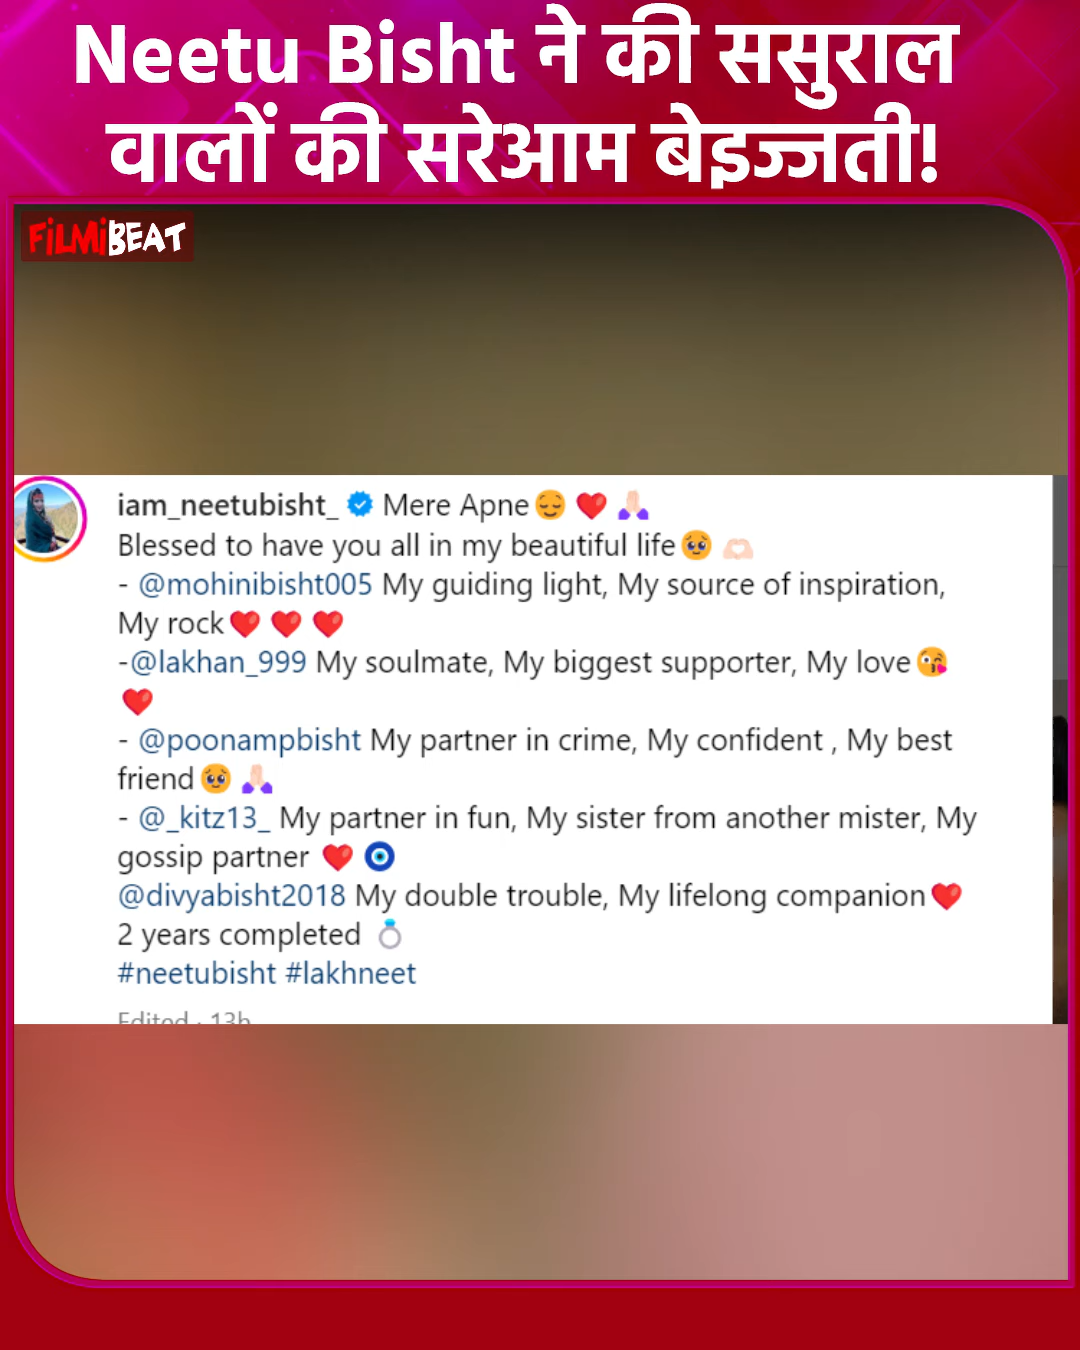 Neetu Bisht ने की ससुराल
वालों की सरेआम बेइज्जती!
FiLMiBEAT
iam_neetubisht_ Mere Apne😔❤️🙏🏻
Blessed to have you all in my beautiful life🥹🫶🏻
- @mohinibisht005 My guiding light, My source of inspiration,
My rock❤️❤️❤️
-@lakhan_999 My soulmate, My biggest supporter, My love😘
❤️
- @poonampbisht My partner in crime, My confident , My best
friend🥹🙏🏻
- @_kitz13_ My partner in fun, My sister from another mister, My
gossip partner ❤️🧿
@divyabisht2018 My double trouble, My lifelong companion❤️
2 years completed 💍
#neetubisht #lakhneet
Edited · 13h